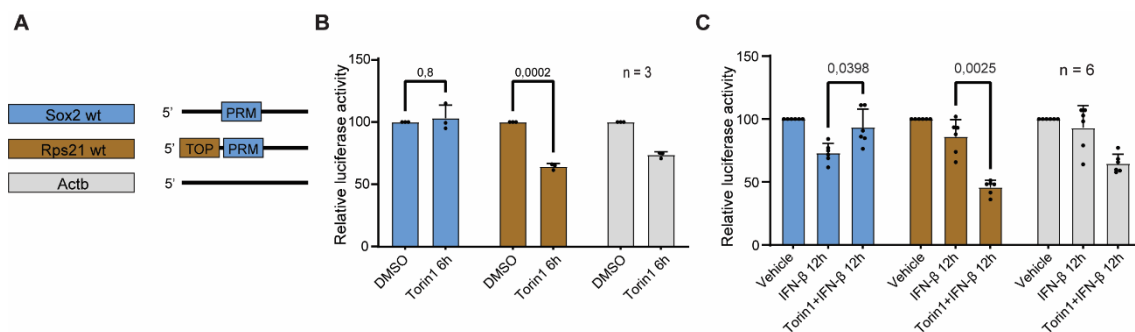 A
Sox2 wt
5' PRM
Rps21 wt
5' TOP PRM
Actb
5'
B
Relative luciferase activity
150
100
50
0
0,8
0,0002
n = 3
DMSO
Torin1 6h
DMSO
Torin1 6h
DMSO
Torin1 6h
C
Relative luciferase activity
150
100
50
0
0,0398
0,0025
n = 6
Vehicle
IFN-β 12h
Torin1+IFN-β 12h
Vehicle
IFN-β 12h
Torin1+IFN-β 12h
Vehicle
IFN-β 12h
Torin1+IFN-β 12h